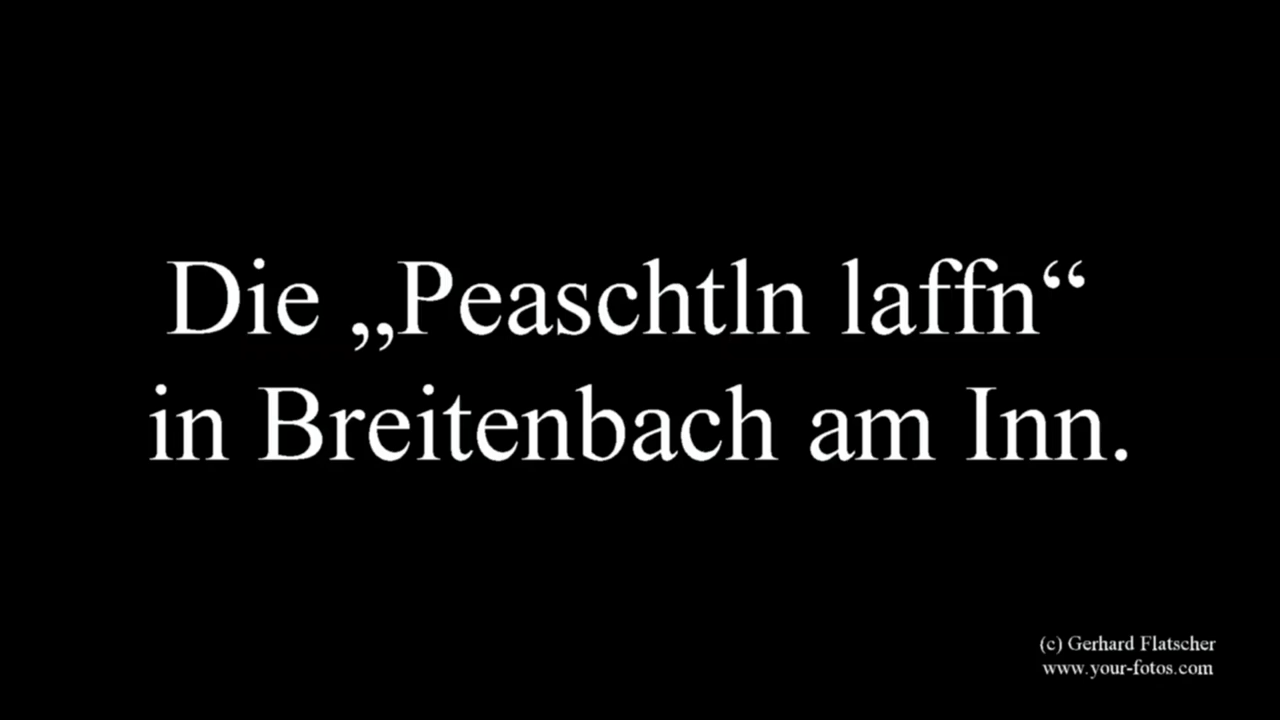 Die „Peaschtln laffn“
in Breitenbach am Inn.
(c) Gerhard Flatscher
www.your-fotos.com